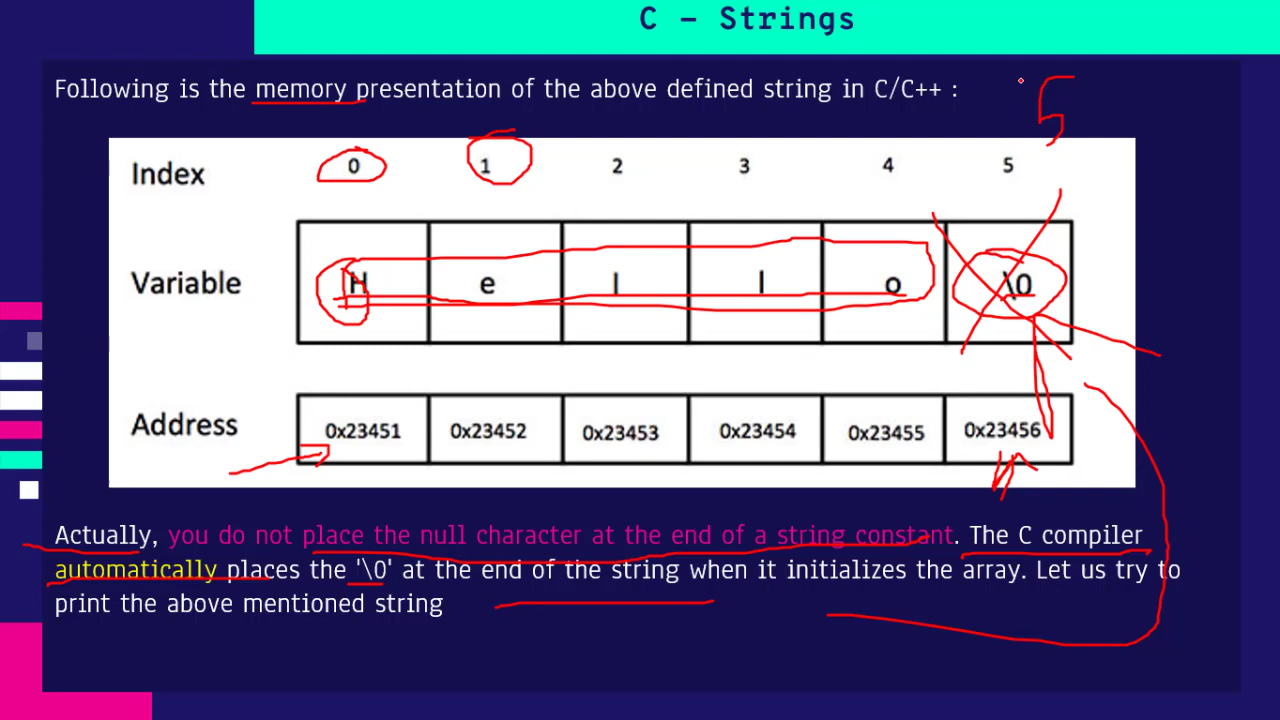 C - Strings
Following is the memory presentation of the above defined string in C/C++ :
5
Index 0 1 2 3 4 5
Variable H e l l o \0
Address 0x23451 0x23452 0x23453 0x23454 0x23455 0x23456
Actually, you do not place the null character at the end of a string constant. The C compiler
automatically places the '\0' at the end of the string when it initializes the array. Let us try to
print the above mentioned string